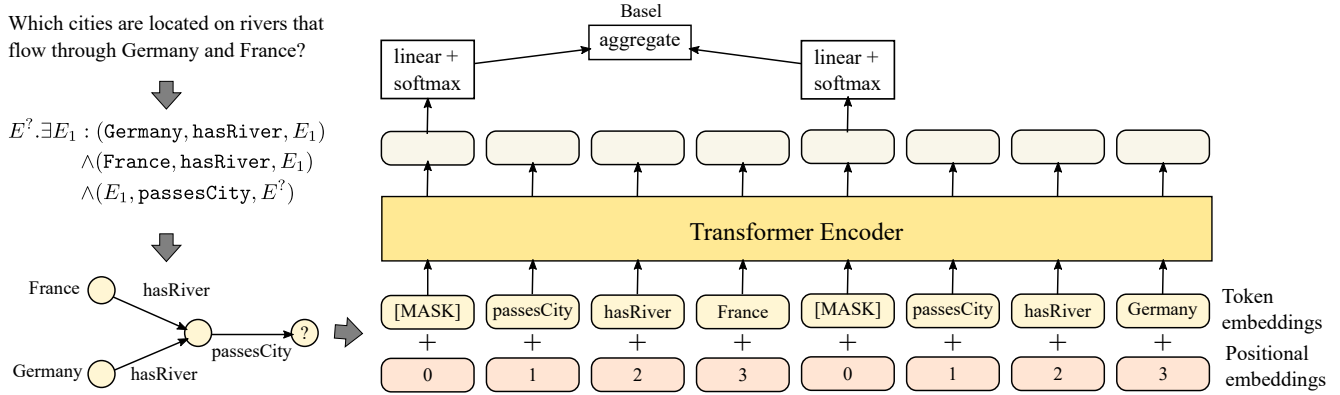 Which cities are located on rivers that
flow through Germany and France?
E?.∃E1 : (Germany, hasRiver, E1)
∧(France, hasRiver, E1)
∧(E1, passesCity, E?)
France
hasRiver
?
passesCity
Germany
hasRiver
Basel
aggregate
linear +
softmax
linear +
softmax
Transformer Encoder
[MASK] passesCity hasRiver France [MASK] passesCity hasRiver Germany
Token
embeddings
+ + + + + + + +
0 1 2 3 0 1 2 3
Positional
embeddings